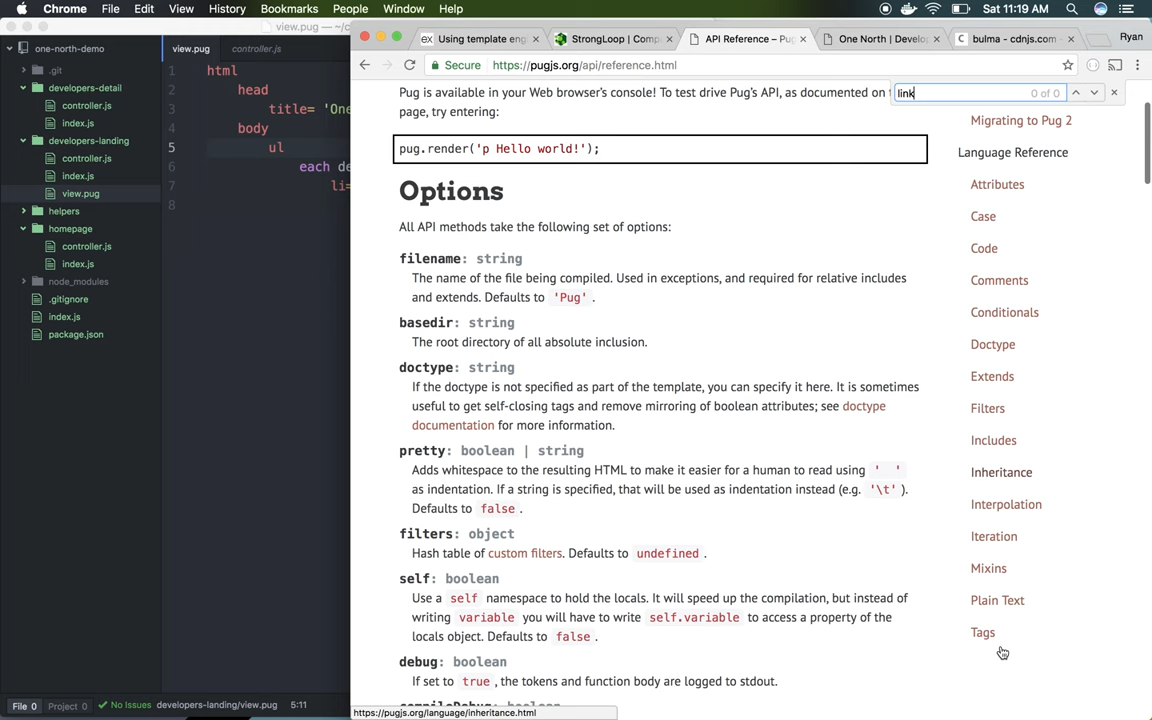 Chrome File Edit View History Bookmarks People Window Help Sat 11:19 AM
view.pug — ~/c
one-north-demo
.git
developers-detail
controller.js
index.js
developers-landing
controller.js
index.js
view.pug
helpers
homepage
controller.js
index.js
node_modules
.gitignore
index.js
package.json
view.pug controller.js
1 html
2 head
3 title= 'One
4 body
5 ul
6 each de
7 li=
8
File 0 Project 0 No Issues developers-landing/view.pug 5:11
EX Using template eng
StrongLoop | Comp
API Reference – Pug
One North | Develop
bulma - cdnjs.com -
Ryan
Secure https://pugjs.org/api/reference.html
link 0 of 0
Pug is available in your Web browser's console! To test drive Pug's API, as documented on
page, try entering:
pug.render('p Hello world!');
Options
All API methods take the following set of options:
filename: string
The name of the file being compiled. Used in exceptions, and required for relative includes
and extends. Defaults to 'Pug' .
basedir: string
The root directory of all absolute inclusion.
doctype: string
If the doctype is not specified as part of the template, you can specify it here. It is sometimes
useful to get self-closing tags and remove mirroring of boolean attributes; see doctype
documentation for more information.
pretty: boolean | string
Adds whitespace to the resulting HTML to make it easier for a human to read using '  '
as indentation. If a string is specified, that will be used as indentation instead (e.g. '\t' ).
Defaults to false .
filters: object
Hash table of custom filters. Defaults to undefined .
self: boolean
Use a self namespace to hold the locals. It will speed up the compilation, but instead of
writing variable you will have to write self.variable to access a property of the
locals object. Defaults to false .
debug: boolean
If set to true , the tokens and function body are logged to stdout.
compileDebug: boolean
https://pugjs.org/language/inheritance.html
Migrating to Pug 2
Language Reference
Attributes
Case
Code
Comments
Conditionals
Doctype
Extends
Filters
Includes
Inheritance
Interpolation
Iteration
Mixins
Plain Text
Tags